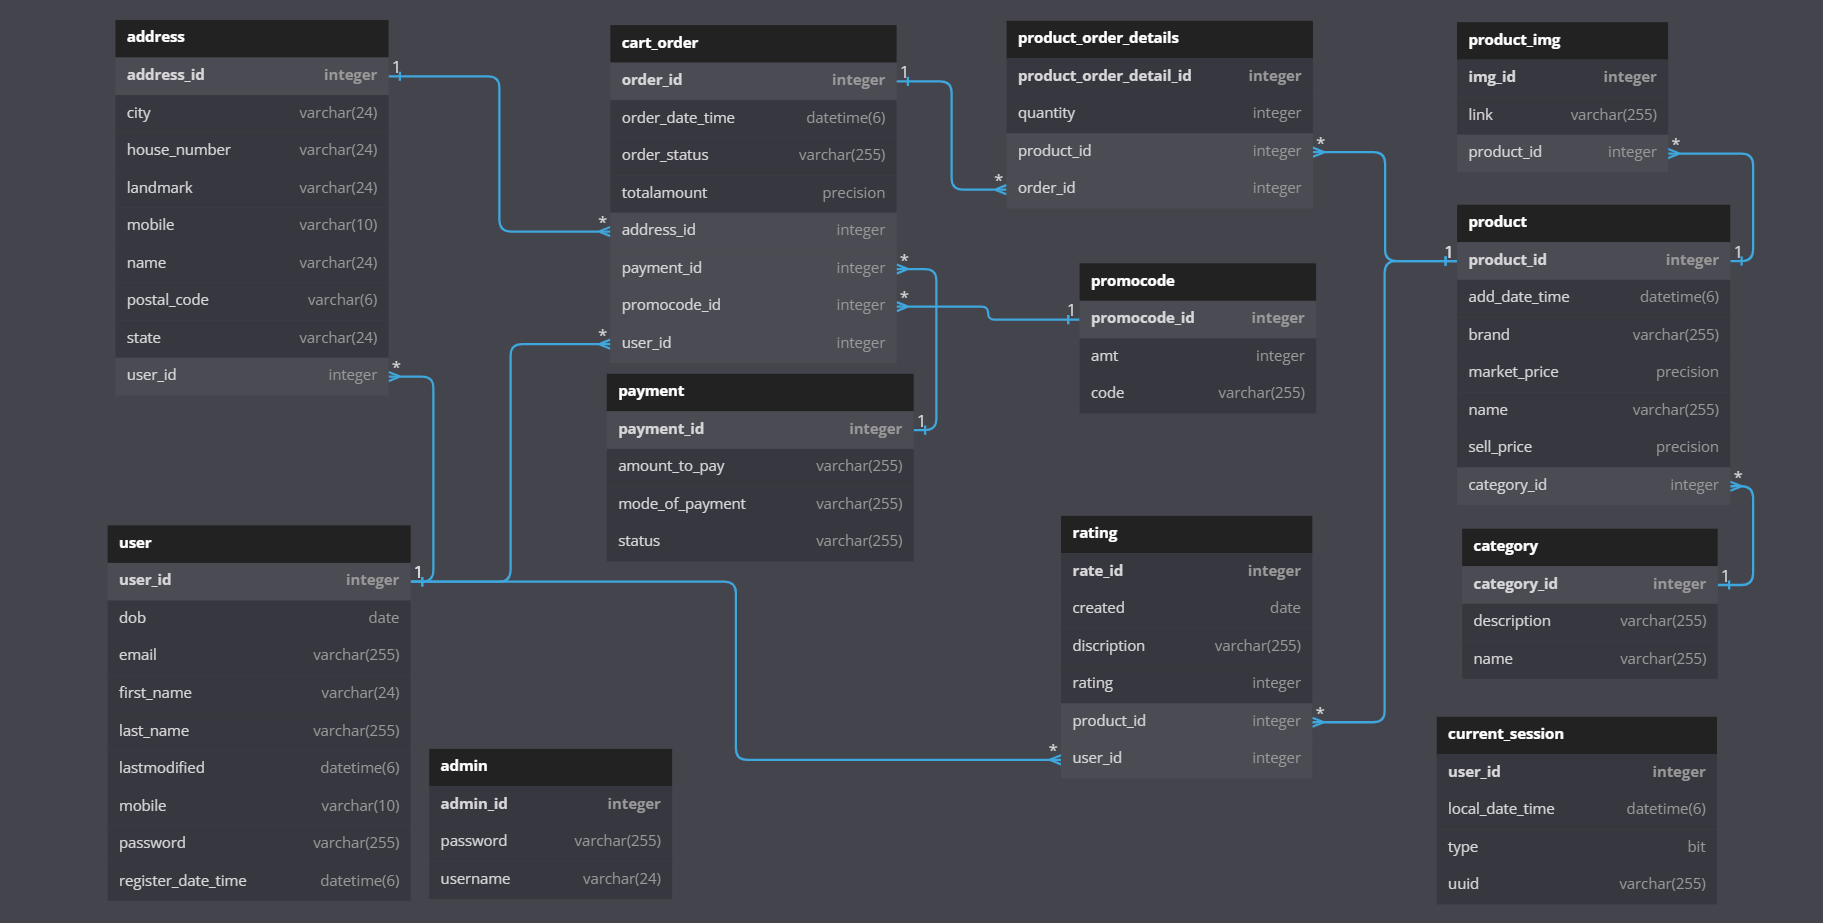 address
address_id integer
city varchar(24)
house_number varchar(24)
landmark varchar(24)
mobile varchar(10)
name varchar(24)
postal_code varchar(6)
state varchar(24)
user_id integer
1
*
cart_order
order_id integer
order_date_time datetime(6)
order_status varchar(255)
totalamount precision
address_id integer
payment_id integer
promocode_id integer
user_id integer
1
*
*
*
*
payment
payment_id integer
amount_to_pay varchar(255)
mode_of_payment varchar(255)
status varchar(255)
1
product_order_details
product_order_detail_id integer
quantity integer
product_id integer
order_id integer
*
*
promocode
promocode_id integer
amt integer
code varchar(255)
1
product_img
img_id integer
link varchar(255)
product_id integer
*
product
product_id integer
add_date_time datetime(6)
brand varchar(255)
market_price precision
name varchar(255)
sell_price precision
category_id integer
1
1
*
category
category_id integer
description varchar(255)
name varchar(255)
1
user
user_id integer
dob date
email varchar(255)
first_name varchar(24)
last_name varchar(255)
lastmodified datetime(6)
mobile varchar(10)
password varchar(255)
register_date_time datetime(6)
1
admin
admin_id integer
password varchar(255)
username varchar(24)
rating
rate_id integer
created date
discription varchar(255)
rating integer
product_id integer
user_id integer
*
*
current_session
user_id integer
local_date_time datetime(6)
type bit
uuid varchar(255)